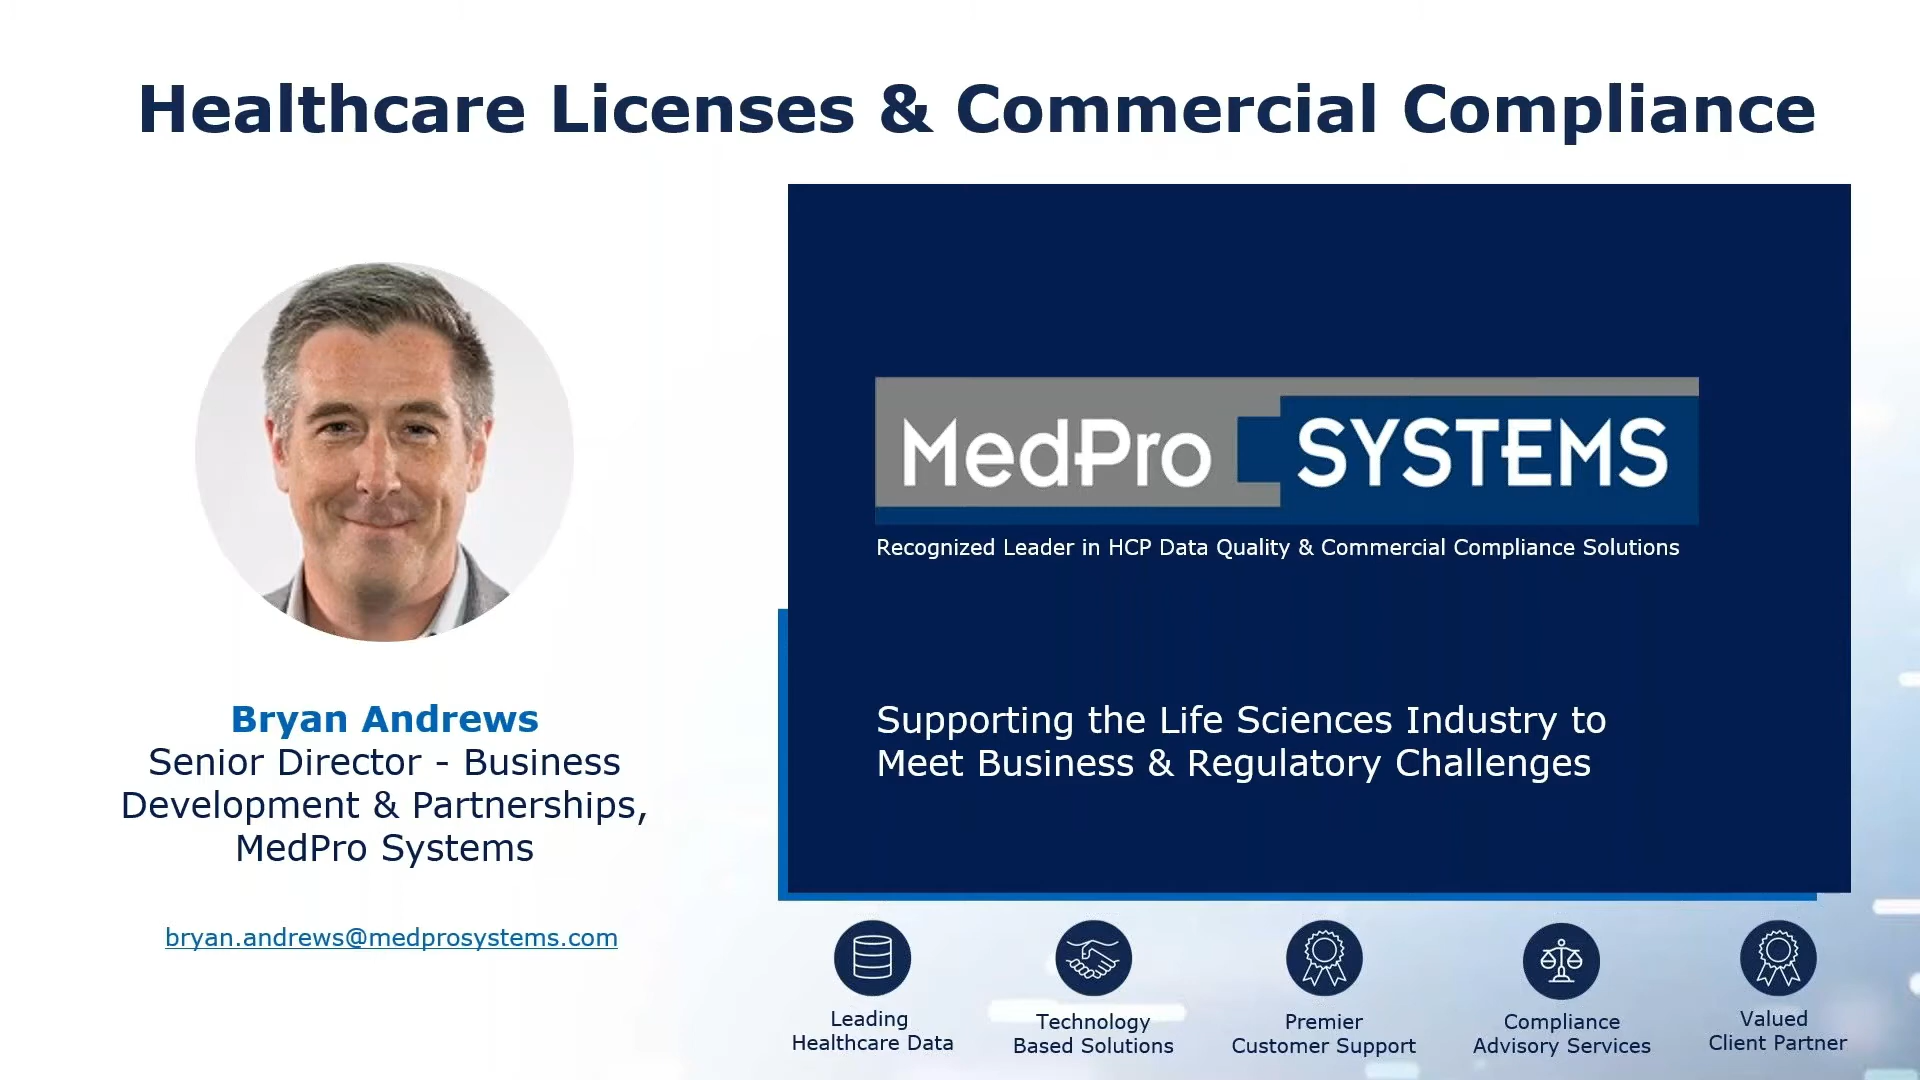 Healthcare Licenses & Commercial Compliance
MedPro SYSTEMS
Recognized Leader in HCP Data Quality & Commercial Compliance Solutions
Supporting the Life Sciences Industry to
Meet Business & Regulatory Challenges
Bryan Andrews
Senior Director - Business
Development & Partnerships,
MedPro Systems
bryan.andrews@medprosystems.com
Leading
Healthcare Data
Technology
Based Solutions
Premier
Customer Support
Compliance
Advisory Services
Valued
Client Partner